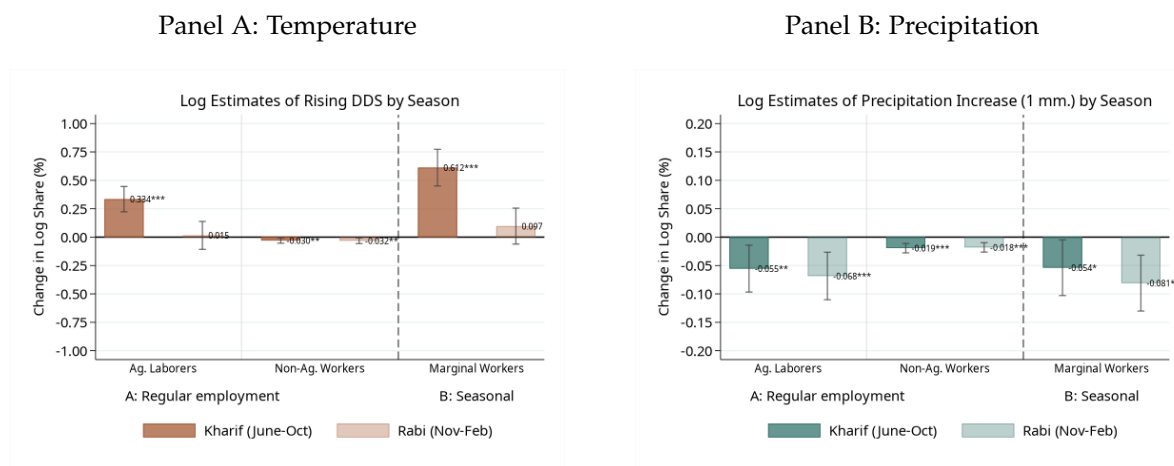 Panel A: Temperature
Log Estimates of Rising DDS by Season
Change in Log Share (%)
1.00
0.75
0.50
0.25
0.00
-0.25
-0.50
-0.75
-1.00
0.334***
0.015
-0.030**
-0.032**
0.612***
0.097
Ag. Laborers
Non-Ag. Workers
Marginal Workers
A: Regular employment
B: Seasonal
Kharif (June-Oct)
Rabi (Nov-Feb)
Panel B: Precipitation
Log Estimates of Precipitation Increase (1 mm.) by Season
Change in Log Share (%)
0.20
0.15
0.10
0.05
0.00
-0.05
-0.10
-0.15
-0.20
-0.055**
-0.068***
-0.019***
-0.018***
-0.054*
-0.081*
Ag. Laborers
Non-Ag. Workers
Marginal Workers
A: Regular employment
B: Seasonal
Kharif (June-Oct)
Rabi (Nov-Feb)